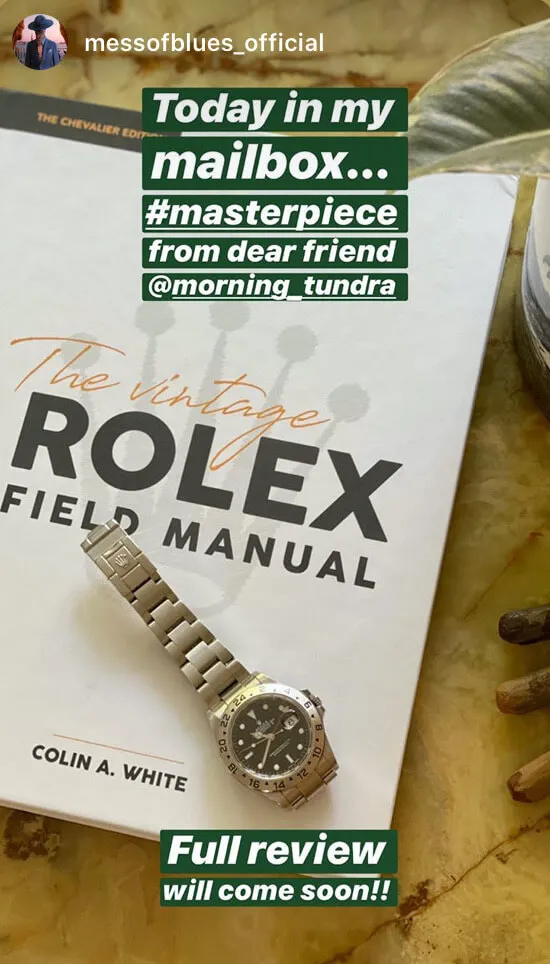 messofblues_official
Today in my
mailbox...
#masterpiece
from dear friend
@morning_tundra
THE CHEVALIER EDITION
The vintage
ROLEX
FIELD MANUAL
COLIN A. WHITE
Full review
will come soon!!